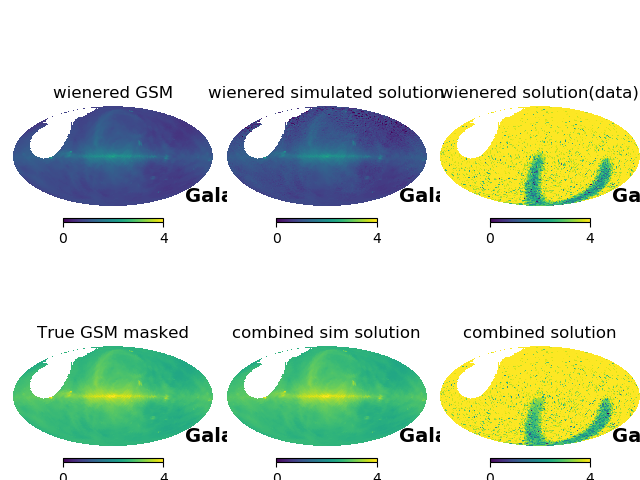 wienered GSM
wienered simulated solution
wienered solution(data)
Gala
Gala
Ga
0 4
0 4
0 4
True GSM masked
combined sim solution
combined solution
Gala
Gala
Ga
0 4
0 4
0 4